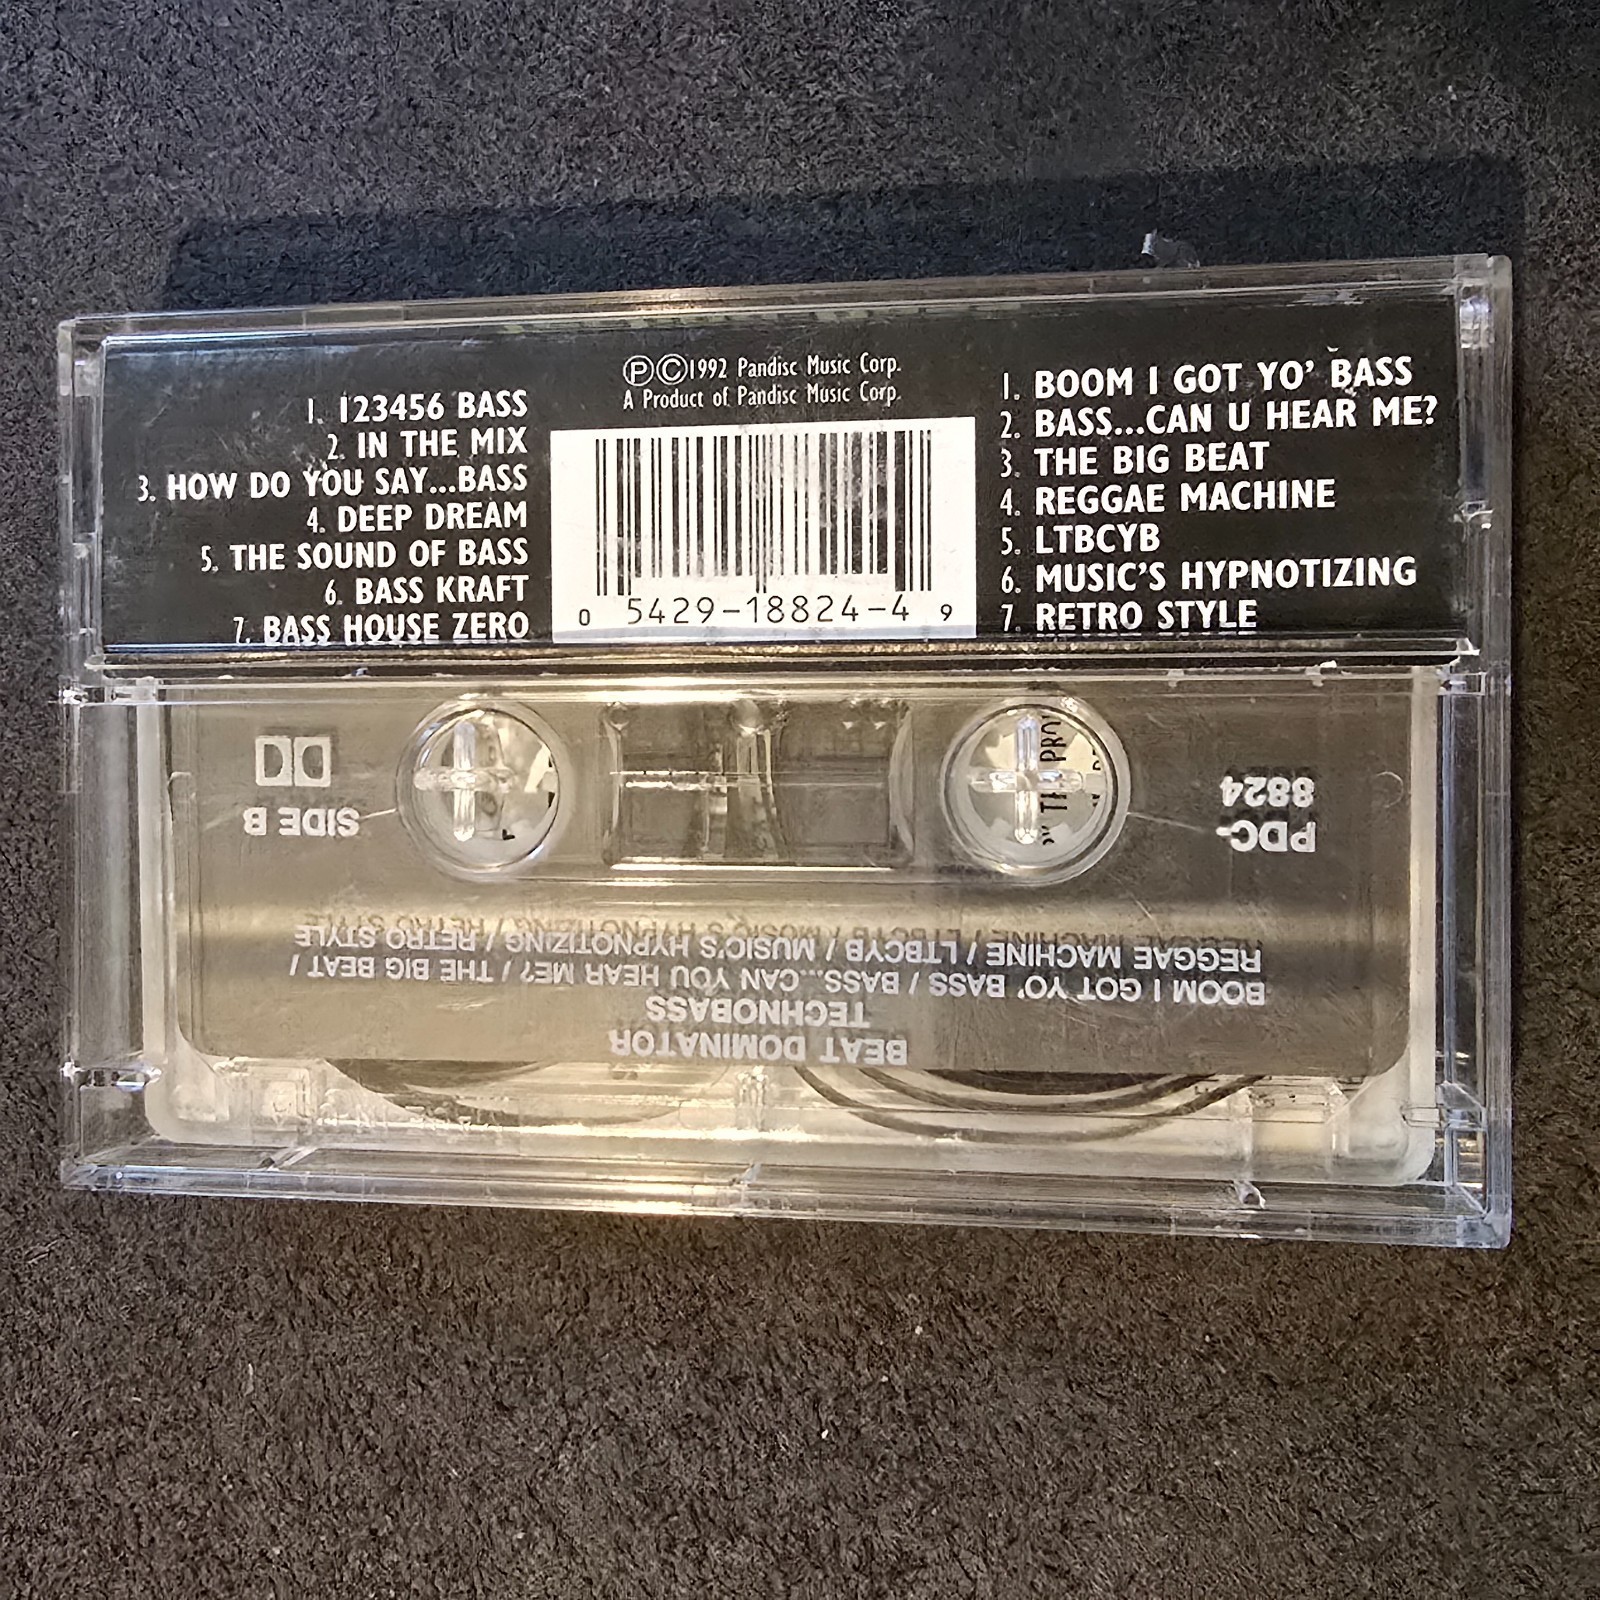 1. 123456 BASS
2. IN THE MIX
3. HOW DO YOU SAY...BASS
4. DEEP DREAM
5. THE SOUND OF BASS
6. BASS KRAFT
7. BASS HOUSE ZERO
ⓅⒸ1992 Pandisc Music Corp.
A Product of Pandisc Music Corp.
0 5429-18824-4 9
1. BOOM I GOT YO' BASS
2. BASS...CAN U HEAR ME?
3. THE BIG BEAT
4. REGGAE MACHINE
5. LTBCYB
6. MUSIC'S HYPNOTIZING
7. RETRO STYLE
BEAT DOMINATOR
TECHNOBASS
BOOM I GOT YO' BASS / BASS...CAN YOU HEAR ME? / THE BIG BEAT /
REGGAE MACHINE / LTBCYB / MUSIC'S HYPNOTIZING / RETRO STYLE
PDC-
8824
SIDE B